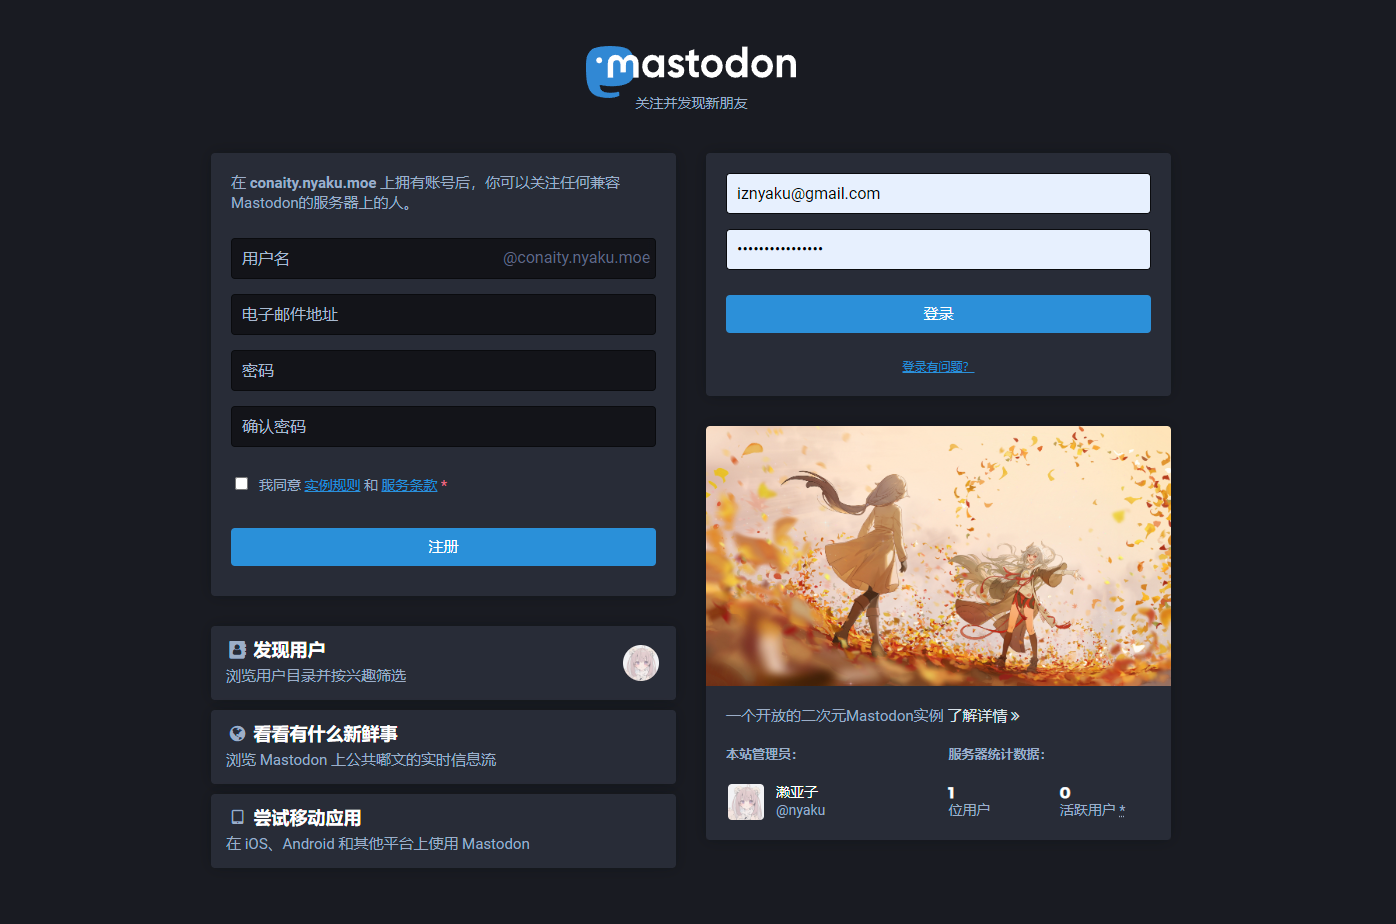 mastodon
关注并发现新朋友
在 conaity.nyaku.moe 上拥有账号后，你可以关注任何兼容
Mastodon的服务器上的人。
用户名 @conaity.nyaku.moe
电子邮件地址
密码
确认密码
我同意 实例规则 和 服务条款 *
注册
发现用户
浏览用户目录并按兴趣筛选
看看有什么新鲜事
浏览 Mastodon 上公共嘟文的实时信息流
尝试移动应用
在 iOS、Android 和其他平台上使用 Mastodon
iznyaku@gmail.com
••••••••••••••••
登录
登录有问题？
一个开放的二次元Mastodon实例 了解详情 »
本站管理员： 服务器统计数据：
濑亚子 1 0
@nyaku 位用户 活跃用户 *